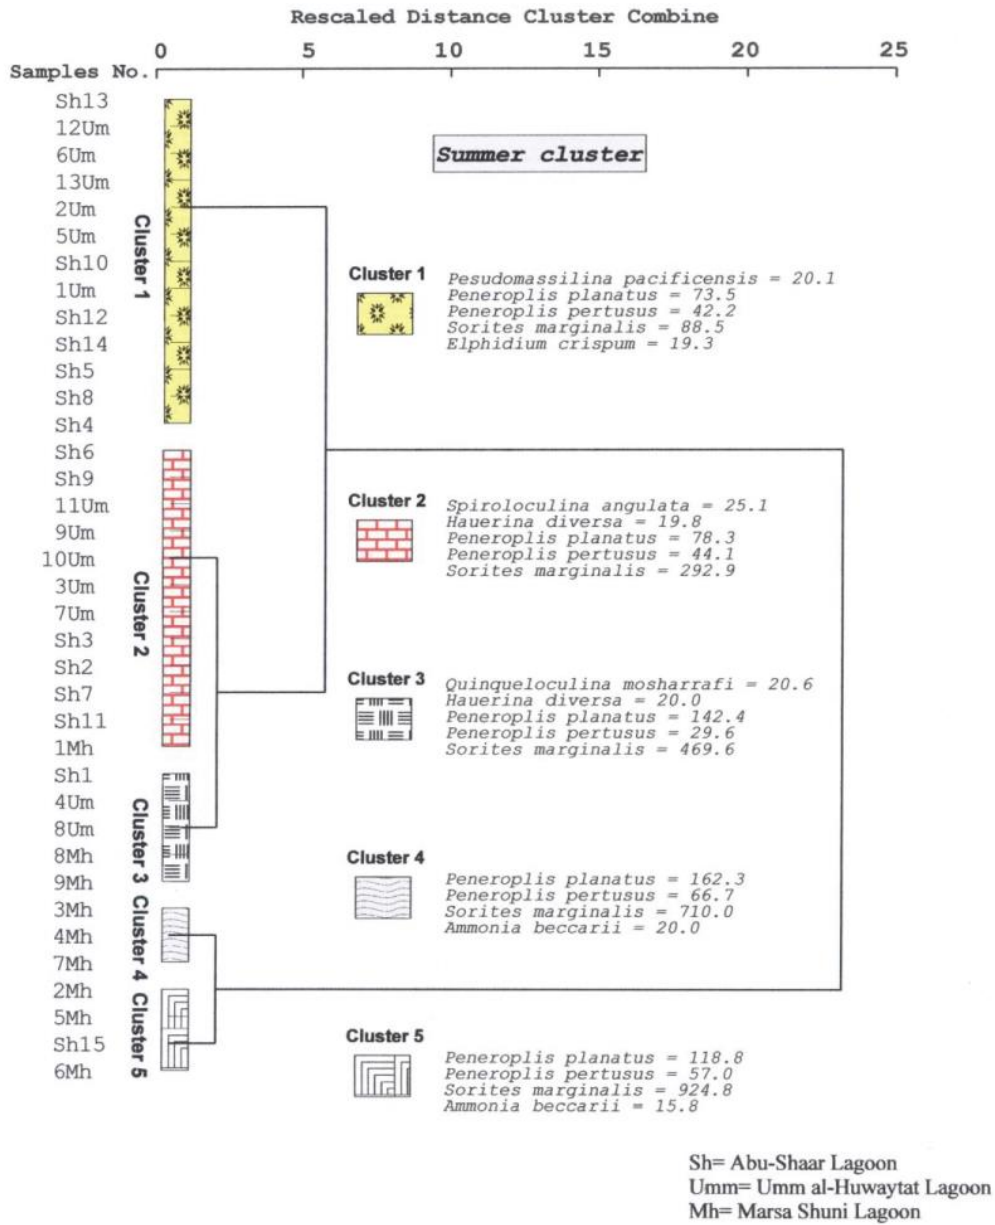 Rescaled Distance Cluster Combine
0 5 10 15 20 25
Samples No.
Sh13
12Um
6Um
13Um
2Um
5Um
Sh10
1Um
Sh12
Sh14
Sh5
Sh8
Sh4
Sh6
Sh9
11Um
9Um
10Um
3Um
7Um
Sh3
Sh2
Sh7
Sh11
1Mh
Sh1
4Um
8Um
8Mh
9Mh
3Mh
4Mh
7Mh
2Mh
5Mh
Sh15
6Mh
Cluster 1
Cluster 2
Cluster 3
Cluster 4
Cluster 5
Summer cluster
Cluster 1
Pesudomassilina pacificensis = 20.1
Peneroplis planatus = 73.5
Peneroplis pertusus = 42.2
Sorites marginalis = 88.5
Elphidium crispum = 19.3
Cluster 2
Spiroloculina angulata = 25.1
Hauerina diversa = 19.8
Peneroplis planatus = 78.3
Peneroplis pertusus = 44.1
Sorites marginalis = 292.9
Cluster 3
Quinqueloculina mosharrafi = 20.6
Hauerina diversa = 20.0
Peneroplis planatus = 142.4
Peneroplis pertusus = 29.6
Sorites marginalis = 469.6
Cluster 4
Peneroplis planatus = 162.3
Peneroplis pertusus = 66.7
Sorites marginalis = 710.0
Ammonia beccarii = 20.0
Cluster 5
Peneroplis planatus = 118.8
Peneroplis pertusus = 57.0
Sorites marginalis = 924.8
Ammonia beccarii = 15.8
Sh= Abu-Shaar Lagoon
Umm= Umm al-Huwaytat Lagoon
Mh= Marsa Shuni Lagoon